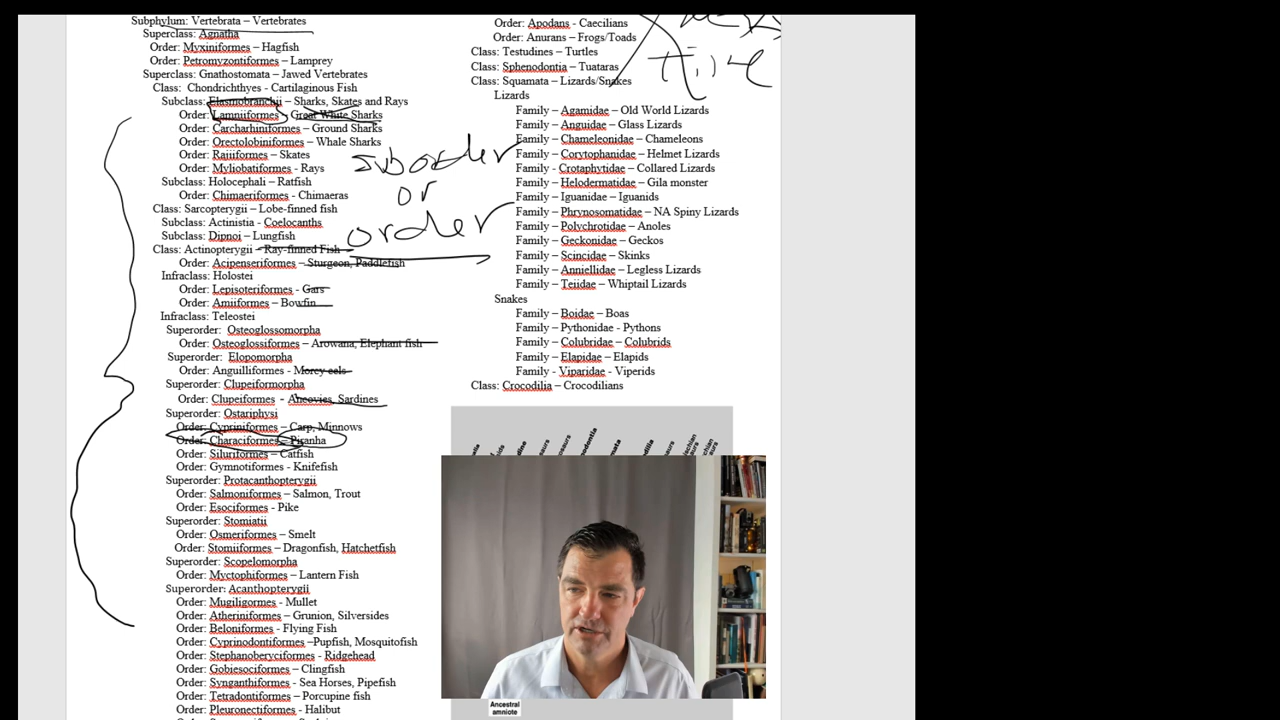 Subphylum: Vertebrata – Vertebrates
Superclass: Agnatha
Order: Myxiniformes – Hagfish
Order: Petromyzontiformes – Lamprey
Superclass: Gnathostomata – Jawed Vertebrates
Class: Chondrichthyes - Cartilaginous Fish
Subclass: Elasmobranchii – Sharks, Skates and Rays
Order: Lamniiformes – Great White Sharks
Order: Carcharhiniformes – Ground Sharks
Order: Orectolobiniformes – Whale Sharks
Order: Rajiiformes – Skates
Order: Myliobatiformes - Rays
Subclass: Holocephali – Ratfish
Order: Chimaeriformes - Chimaeras
Class: Sarcopterygii – Lobe-finned fish
Subclass: Actinistia - Coelocanths
Subclass: Dipnoi – Lungfish
Class: Actinopterygii – Ray-finned Fish
Order: Acipenseriformes – Sturgeon, Paddlefish
Infraclass: Holostei
Order: Lepisoteriformes - Gars
Order: Amiiformes – Bowfin
Infraclass: Teleostei
Superorder: Osteoglossomorpha
Order: Osteoglossiformes – Arowana, Elephant fish
Superorder: Elopomorpha
Order: Anguilliformes - Morey eels
Superorder: Clupeiformorpha
Order: Clupeiformes - Ancovies, Sardines
Superorder: Ostariphysi
Order: Cypriniformes – Carp, Minnows
Order: Characiformes – Piranha
Order: Siluriformes – Catfish
Order: Gymnotiformes - Knifefish
Superorder: Protacanthopterygii
Order: Salmoniformes – Salmon, Trout
Order: Esociformes - Pike
Superorder: Stomiatii
Order: Osmeriformes – Smelt
Order: Stomiiformes – Dragonfish, Hatchetfish
Superorder: Scopelomorpha
Order: Myctophiformes – Lantern Fish
Superorder: Acanthopterygii
Order: Mugiligormes - Mullet
Order: Atheriniformes – Grunion, Silversides
Order: Beloniformes - Flying Fish
Order: Cyprinodontiformes –Pupfish, Mosquitofish
Order: Stephanoberyciformes - Ridgehead
Order: Gobiesociformes – Clingfish
Order: Synganthiformes - Sea Horses, Pipefish
Order: Tetradontiformes – Porcupine fish
Order: Pleuronectiformes - Halibut
suborder
or
order
Order: Apodans - Caecilians
Order: Anurans – Frogs/Toads
Class: Testudines – Turtles
Class: Sphenodontia – Tuataras
Class: Squamata – Lizards/Snakes
Lizards
Family – Agamidae – Old World Lizards
Family – Anguidae – Glass Lizards
Family – Chameleonidae – Chameleons
Family – Corytophanidae – Helmet Lizards
Family - Crotaphytidae – Collared Lizards
Family – Helodermatidae – Gila monster
Family – Iguanidae – Iguanids
Family – Phrynosomatidae – NA Spiny Lizards
Family – Polychrotidae – Anoles
Family – Geckonidae – Geckos
Family – Scincidae – Skinks
Family – Anniellidae – Legless Lizards
Family – Teiidae – Whiptail Lizards
Snakes
Family – Boidae – Boas
Family – Pythonidae - Pythons
Family – Colubridae – Colubrids
Family – Elapidae – Elapids
Family - Viparidae - Viperids
Class: Crocodilia – Crocodilians
Ancestral
amniote